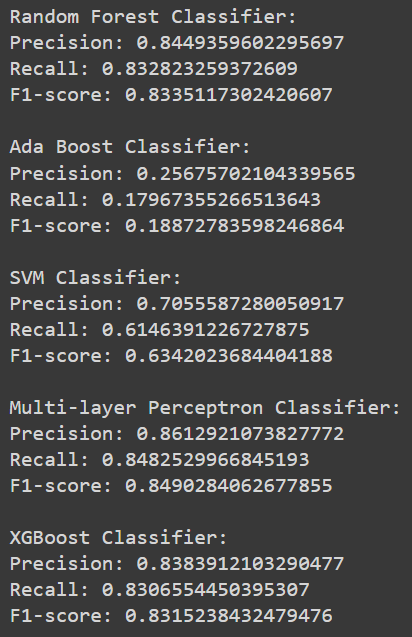 Random Forest Classifier:
Precision: 0.8449359602295697
Recall: 0.832823259372609
F1-score: 0.8335117302420607
Ada Boost Classifier:
Precision: 0.25675702104339565
Recall: 0.17967355266513643
F1-score: 0.18872783598246864
SVM Classifier:
Precision: 0.7055587280050917
Recall: 0.6146391226727875
F1-score: 0.6342023684404188
Multi-layer Perceptron Classifier:
Precision: 0.8612921073827772
Recall: 0.8482529966845193
F1-score: 0.8490284062677855
XGBoost Classifier:
Precision: 0.8383912103290477
Recall: 0.8306554450395307
F1-score: 0.8315238432479476